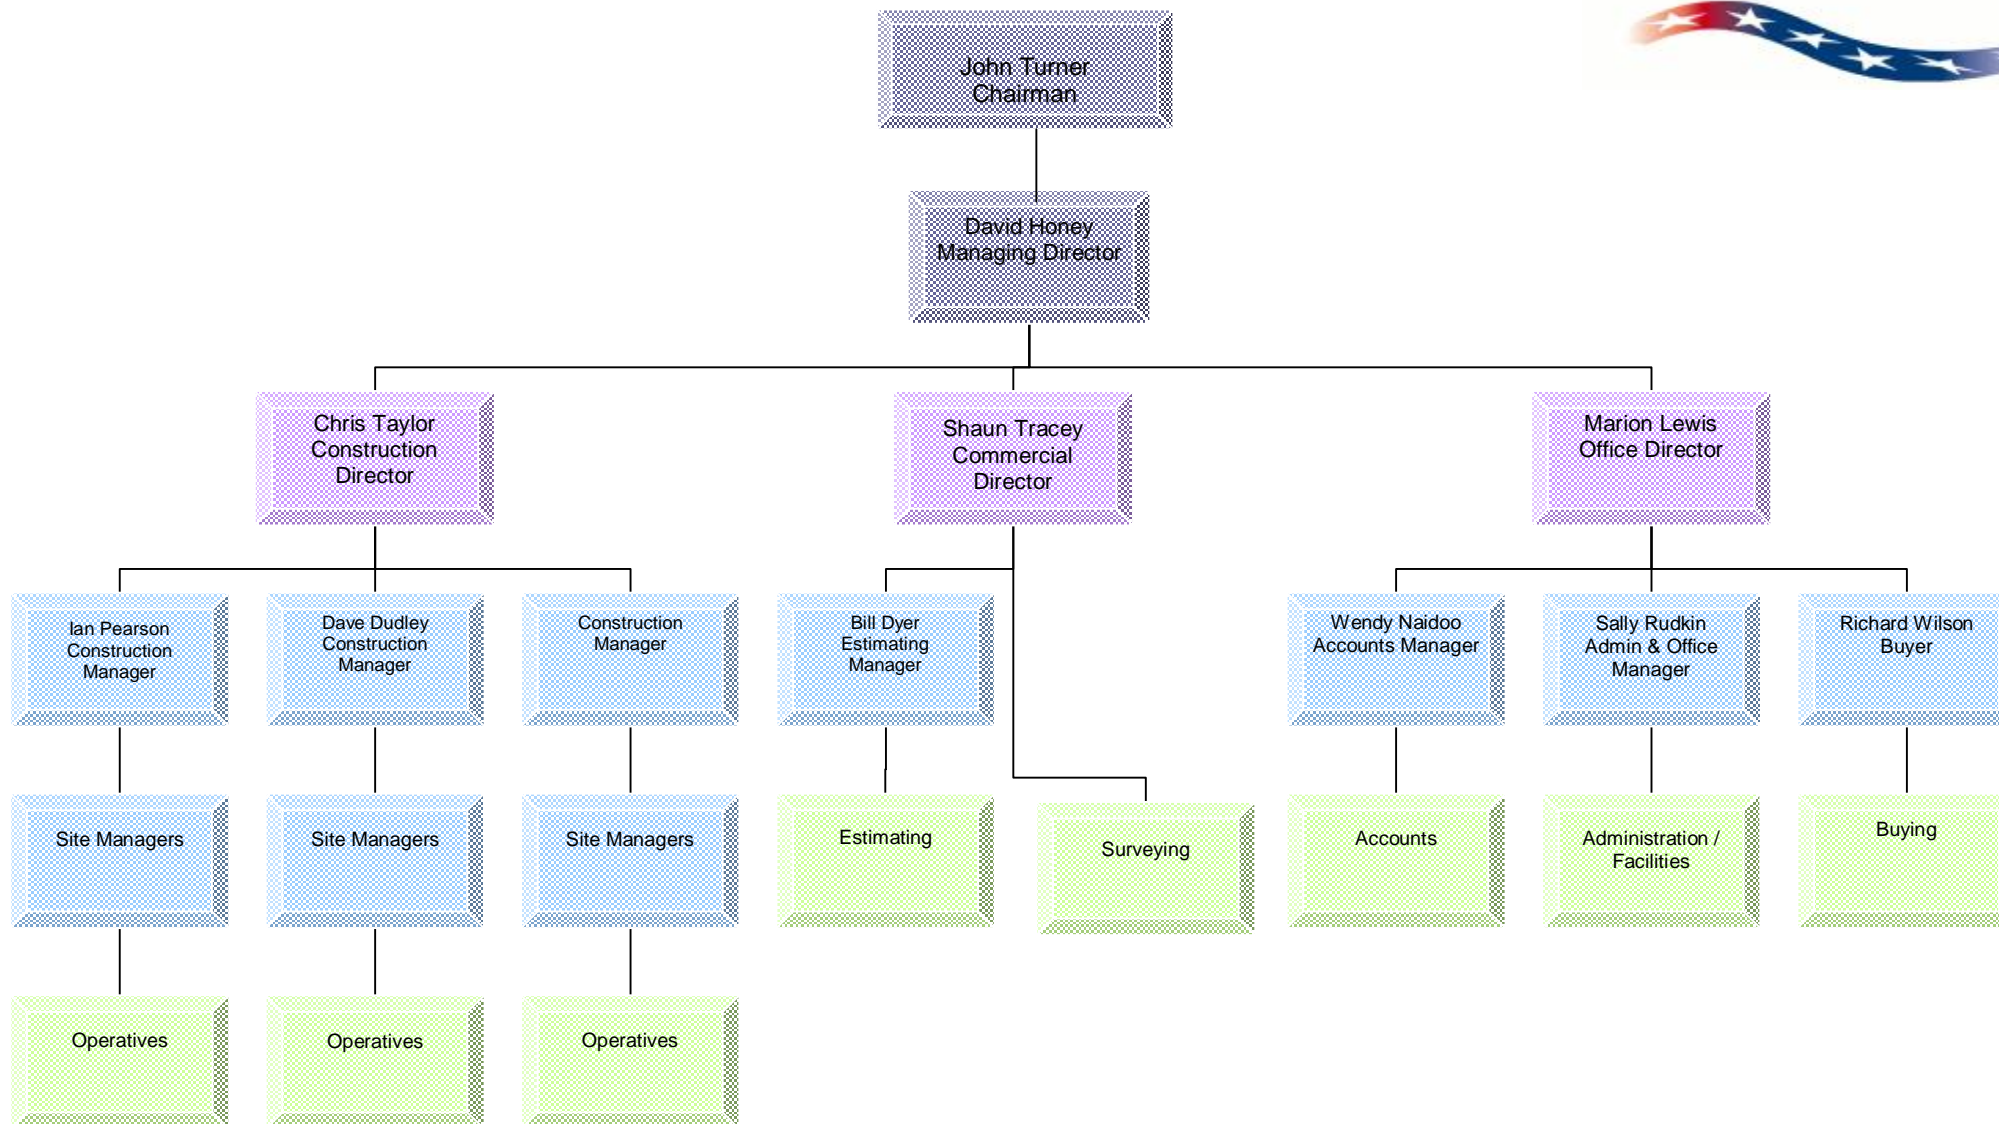 John Turner
Chairman
David Honey
Managing Director
Chris Taylor
Construction
Director
Shaun Tracey
Commercial
Director
Marion Lewis
Office Director
Ian Pearson
Construction
Manager
Dave Dudley
Construction
Manager
Construction
Manager
Bill Dyer
Estimating
Manager
Wendy Naidoo
Accounts Manager
Sally Rudkin
Admin & Office
Manager
Richard Wilson
Buyer
Site Managers
Site Managers
Site Managers
Estimating
Surveying
Accounts
Administration /
Facilities
Buying
Operatives
Operatives
Operatives